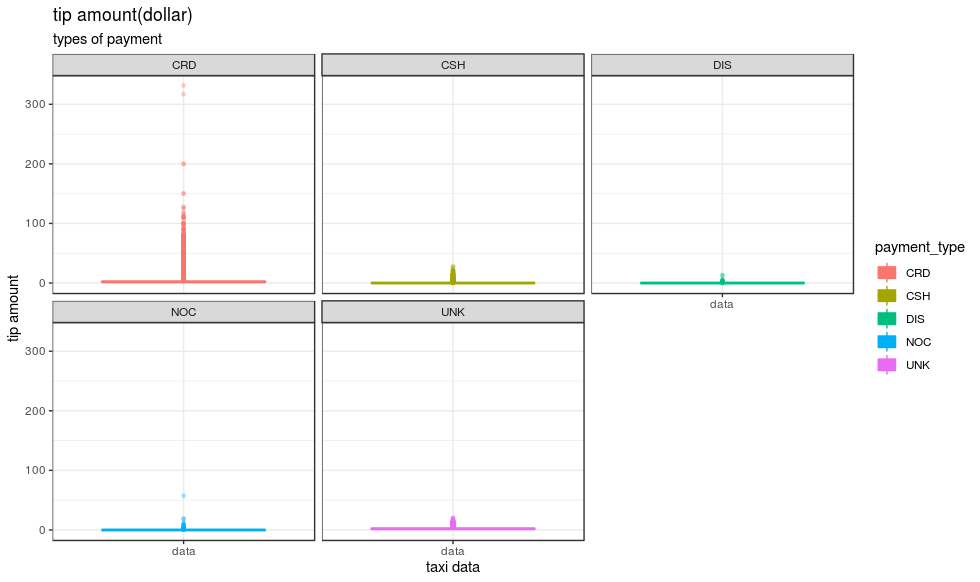 tip amount(dollar)
types of payment
CRD CSH DIS
300
200
100
0
data
NOC UNK
300
200
100
0
data data
tip amount
taxi data
payment_type
CRD
CSH
DIS
NOC
UNK